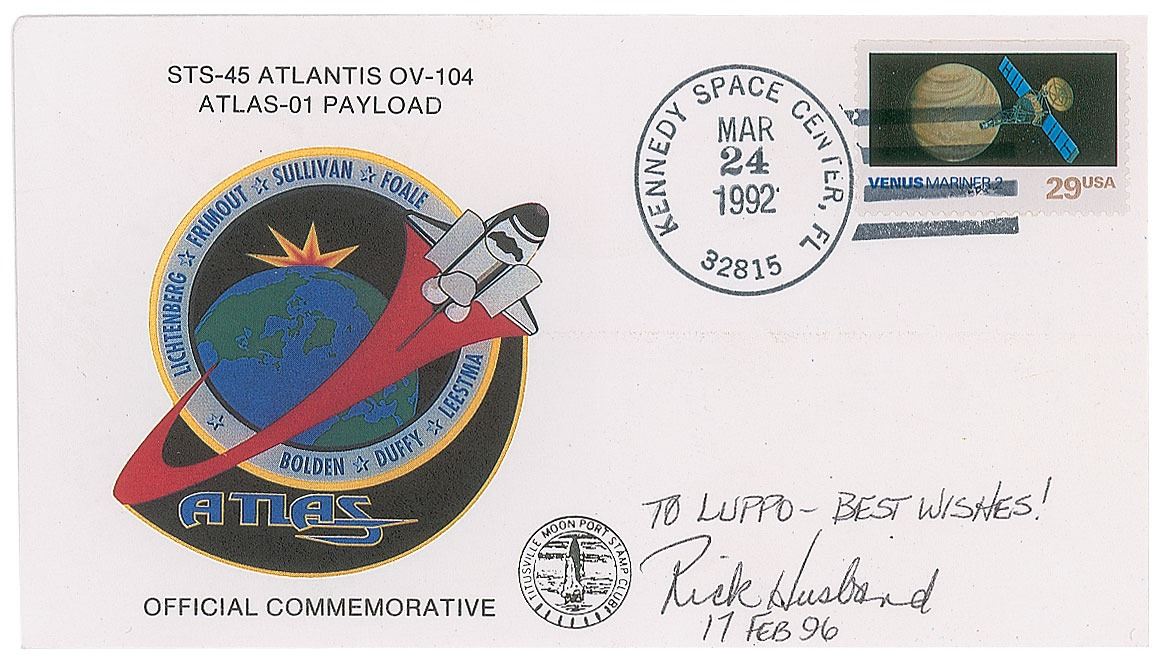 STS-45 ATLANTIS OV-104
ATLAS-01 PAYLOAD
LICHTENBERG ☆ FRIMOUT ☆ SULLIVAN ☆ FOALE
☆ BOLDEN ☆ DUFFY ☆ LEESTMA
ATLAS
OFFICIAL COMMEMORATIVE
KENNEDY SPACE CENTER, FL
MAR
24
1992
32815
VENUS MARINER 2
29 USA
TITUSVILLE MOON PORT STAMP CLUB
TO LUPPO - BEST WISHES!
Rick Husband
17 FEB 96